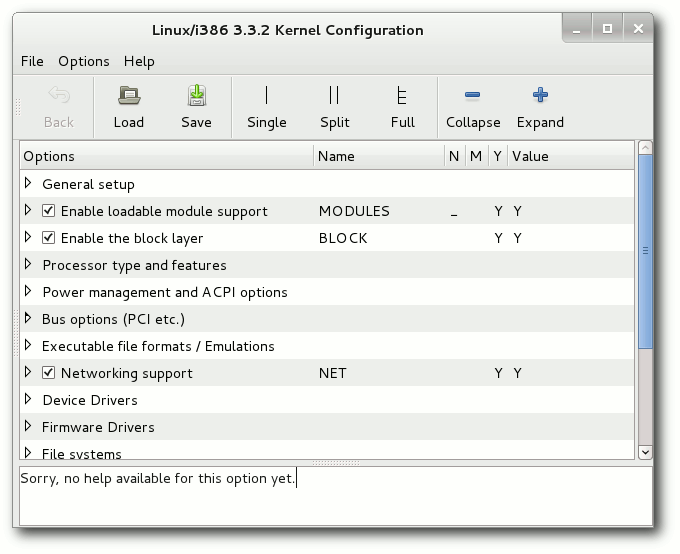 Linux/i386 3.3.2 Kernel Configuration
File Options Help
Back Load Save Single Split Full Collapse Expand
Options Name N M Y Value
General setup
Enable loadable module support MODULES _ Y Y
Enable the block layer BLOCK Y Y
Processor type and features
Power management and ACPI options
Bus options (PCI etc.)
Executable file formats / Emulations
Networking support NET Y Y
Device Drivers
Firmware Drivers
File systems
Sorry, no help available for this option yet.